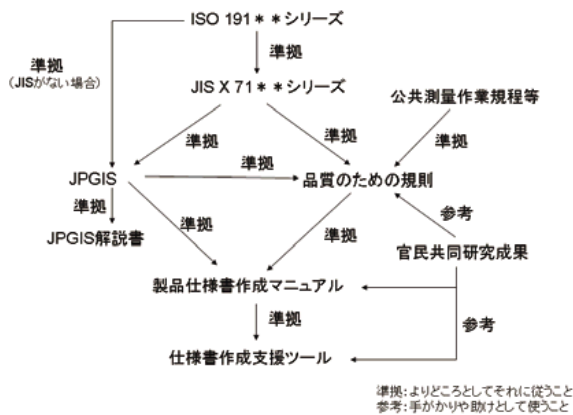 ISO 191＊＊シリーズ
準拠
準拠
（JISがない場合）
JIS X 71＊＊シリーズ
公共測量作業規程等
準拠
準拠
準拠
準拠
JPGIS
品質のための規則
準拠
参考
JPGIS解説書
準拠
準拠
官民共同研究成果
製品仕様書作成マニュアル
準拠
参考
仕様書作成支援ツール
準拠：よりどころとしてそれに従うこと
参考：手がかりや助けとして使うこと